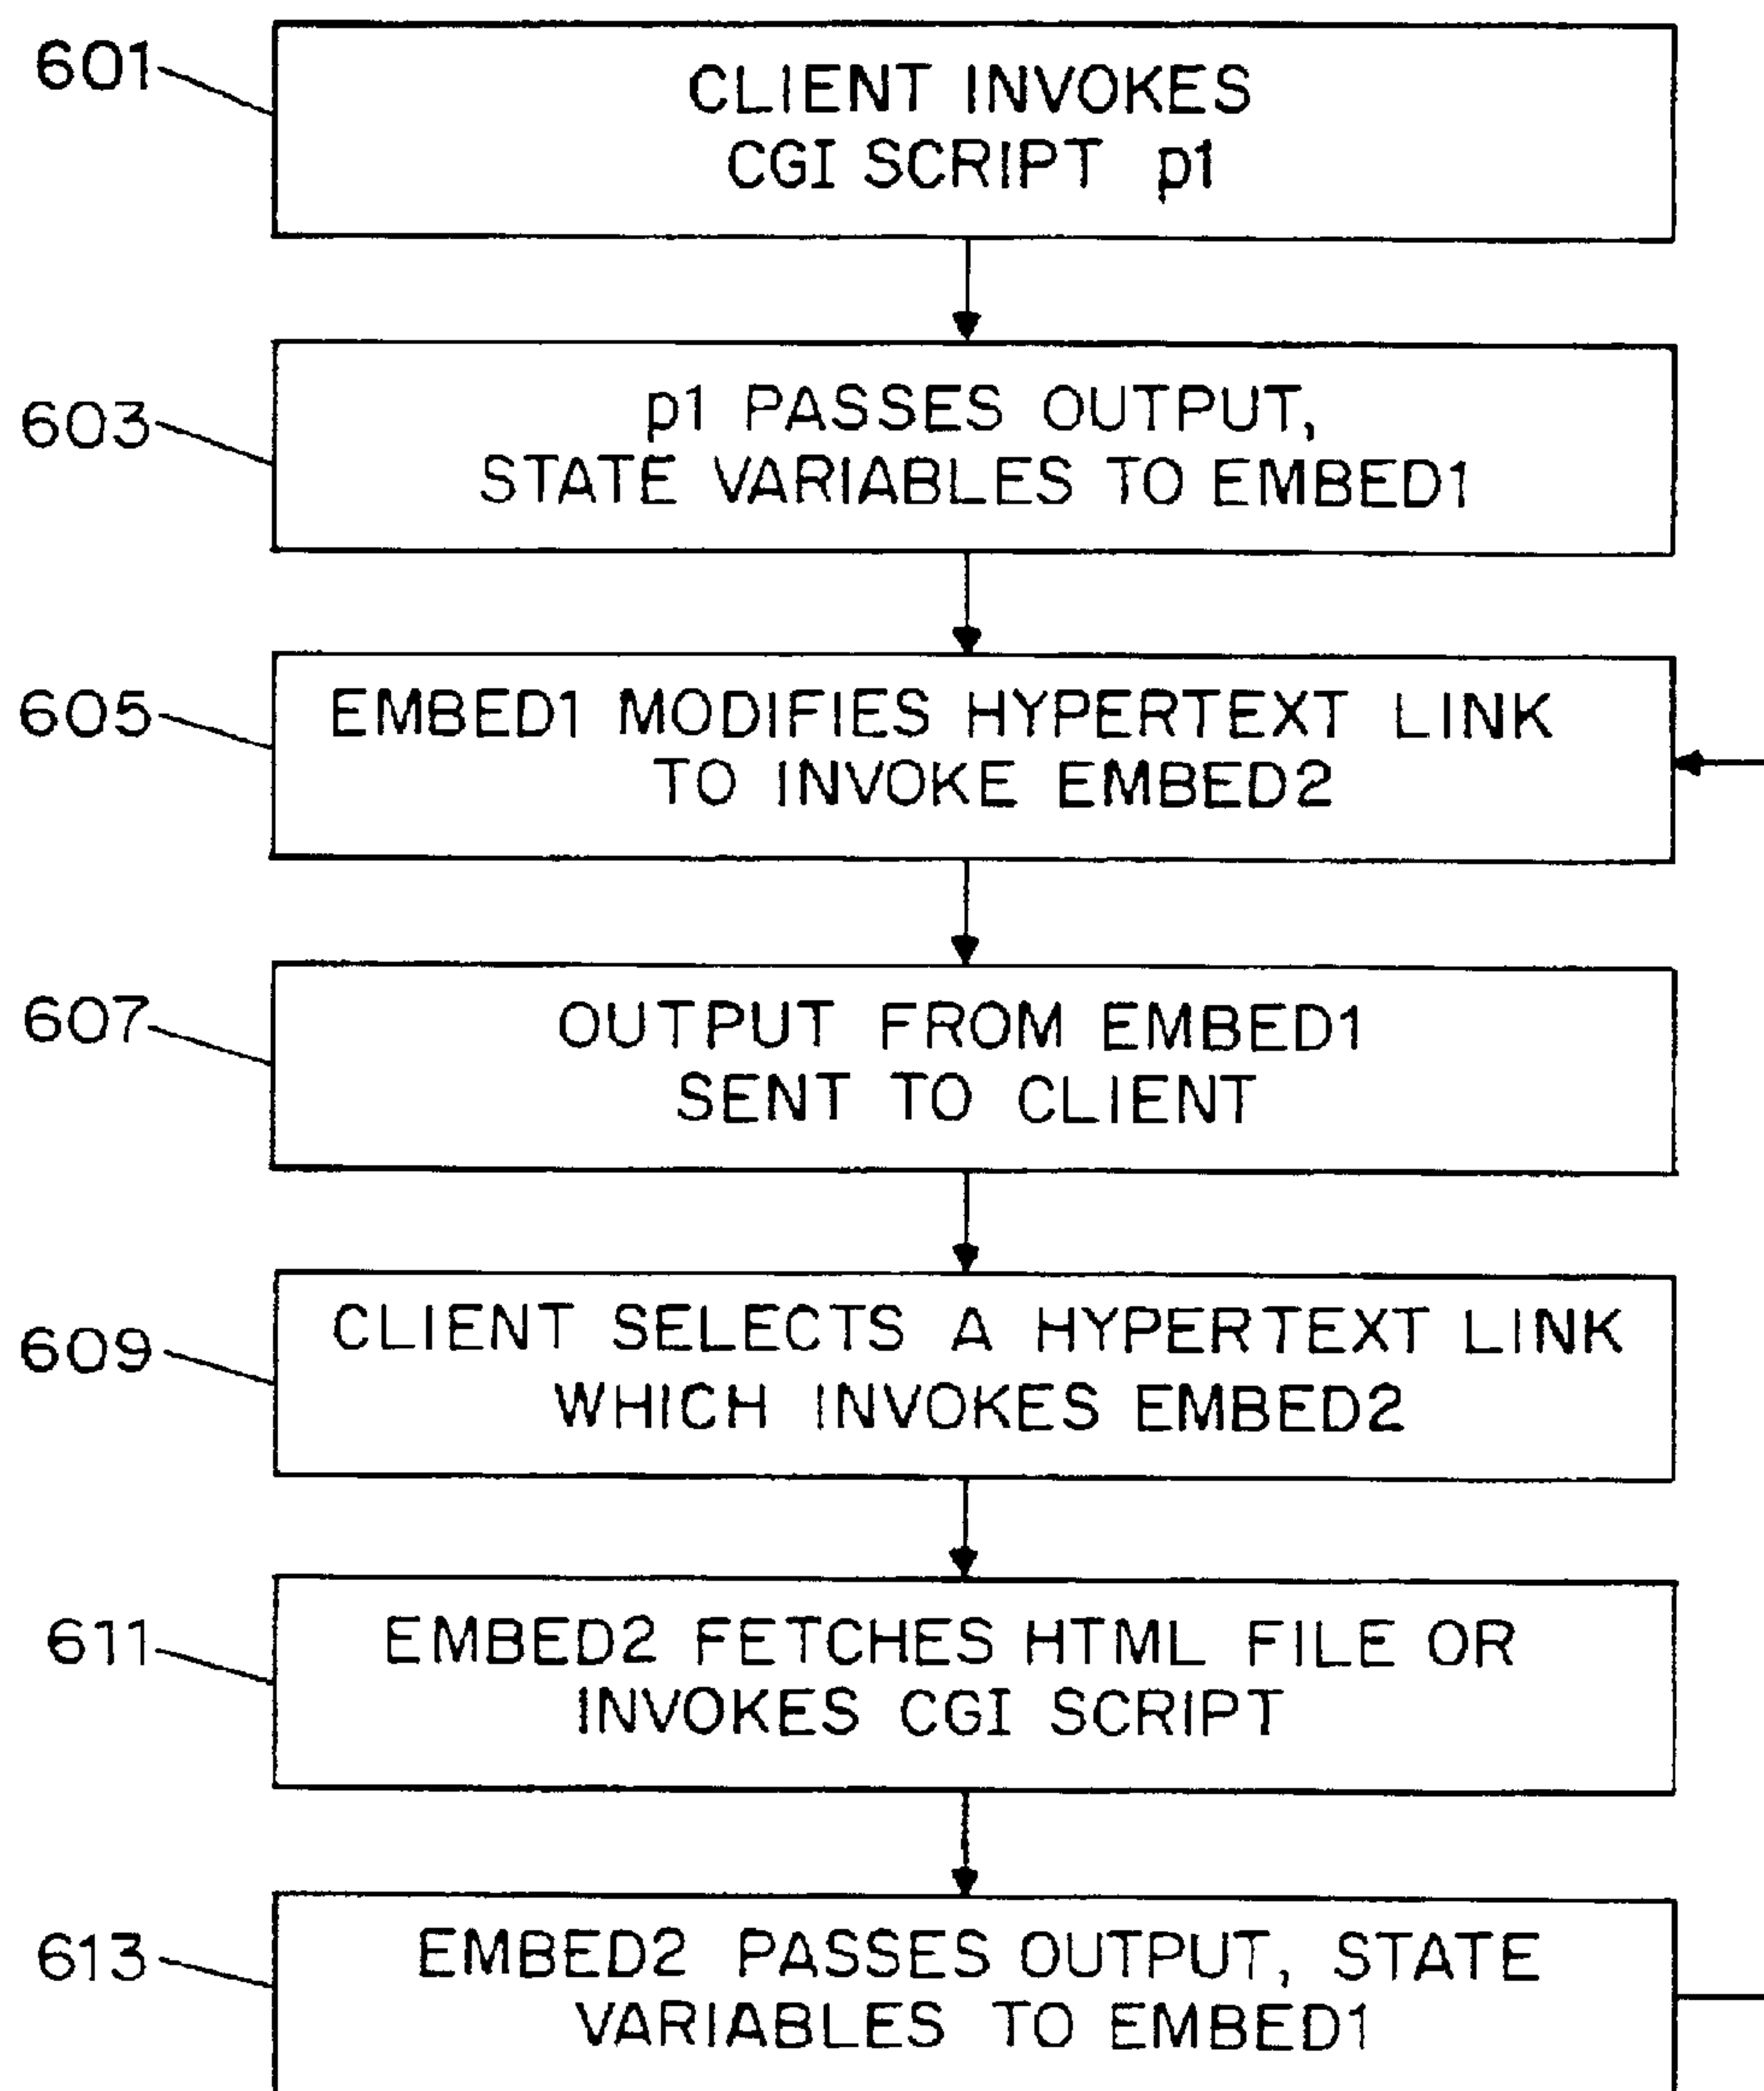 601
CLIENT INVOKES
CGI SCRIPT p1
603
p1 PASSES OUTPUT,
STATE VARIABLES TO EMBED1
605
EMBED1 MODIFIES HYPERTEXT LINK
TO INVOKE EMBED2
607
OUTPUT FROM EMBED1
SENT TO CLIENT
609
CLIENT SELECTS A HYPERTEXT LINK
WHICH INVOKES EMBED2
611
EMBED2 FETCHES HTML FILE OR
INVOKES CGI SCRIPT
613
EMBED2 PASSES OUTPUT, STATE
VARIABLES TO EMBED1